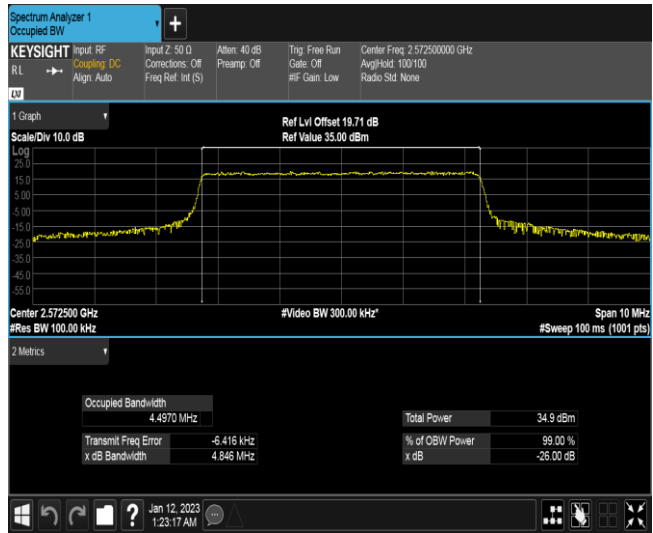 Spectrum Analyzer 1
Occupied BW
+
KEYSIGHT Input: RF Input Z: 50 Ω Atten: 40 dB Trig: Free Run Center Freq: 2.572500000 GHz
R L Coupling: DC Corrections: Off Preamp: Off Gate: Off Avg|Hold: 100/100
Align: Auto Freq Ref: Int (S) #IF Gain: Low Radio Std: None
LXI
1 Graph
Ref Lvl Offset 19.71 dB
Scale/Div 10.0 dB Ref Value 35.00 dBm
Log
25.0
15.0
5.00
-5.00
-15.0
-25.0
-35.0
-45.0
-55.0
Center 2.572500 GHz #Video BW 300.00 kHz* Span 10 MHz
#Res BW 100.00 kHz #Sweep 100 ms (1001 pts)
2 Metrics
Occupied Bandwidth
4.4970 MHz Total Power 34.9 dBm
Transmit Freq Error -6.416 kHz % of OBW Power 99.00 %
x dB Bandwidth 4.846 MHz x dB -26.00 dB
? Jan 12, 2023
1:23:17 AM